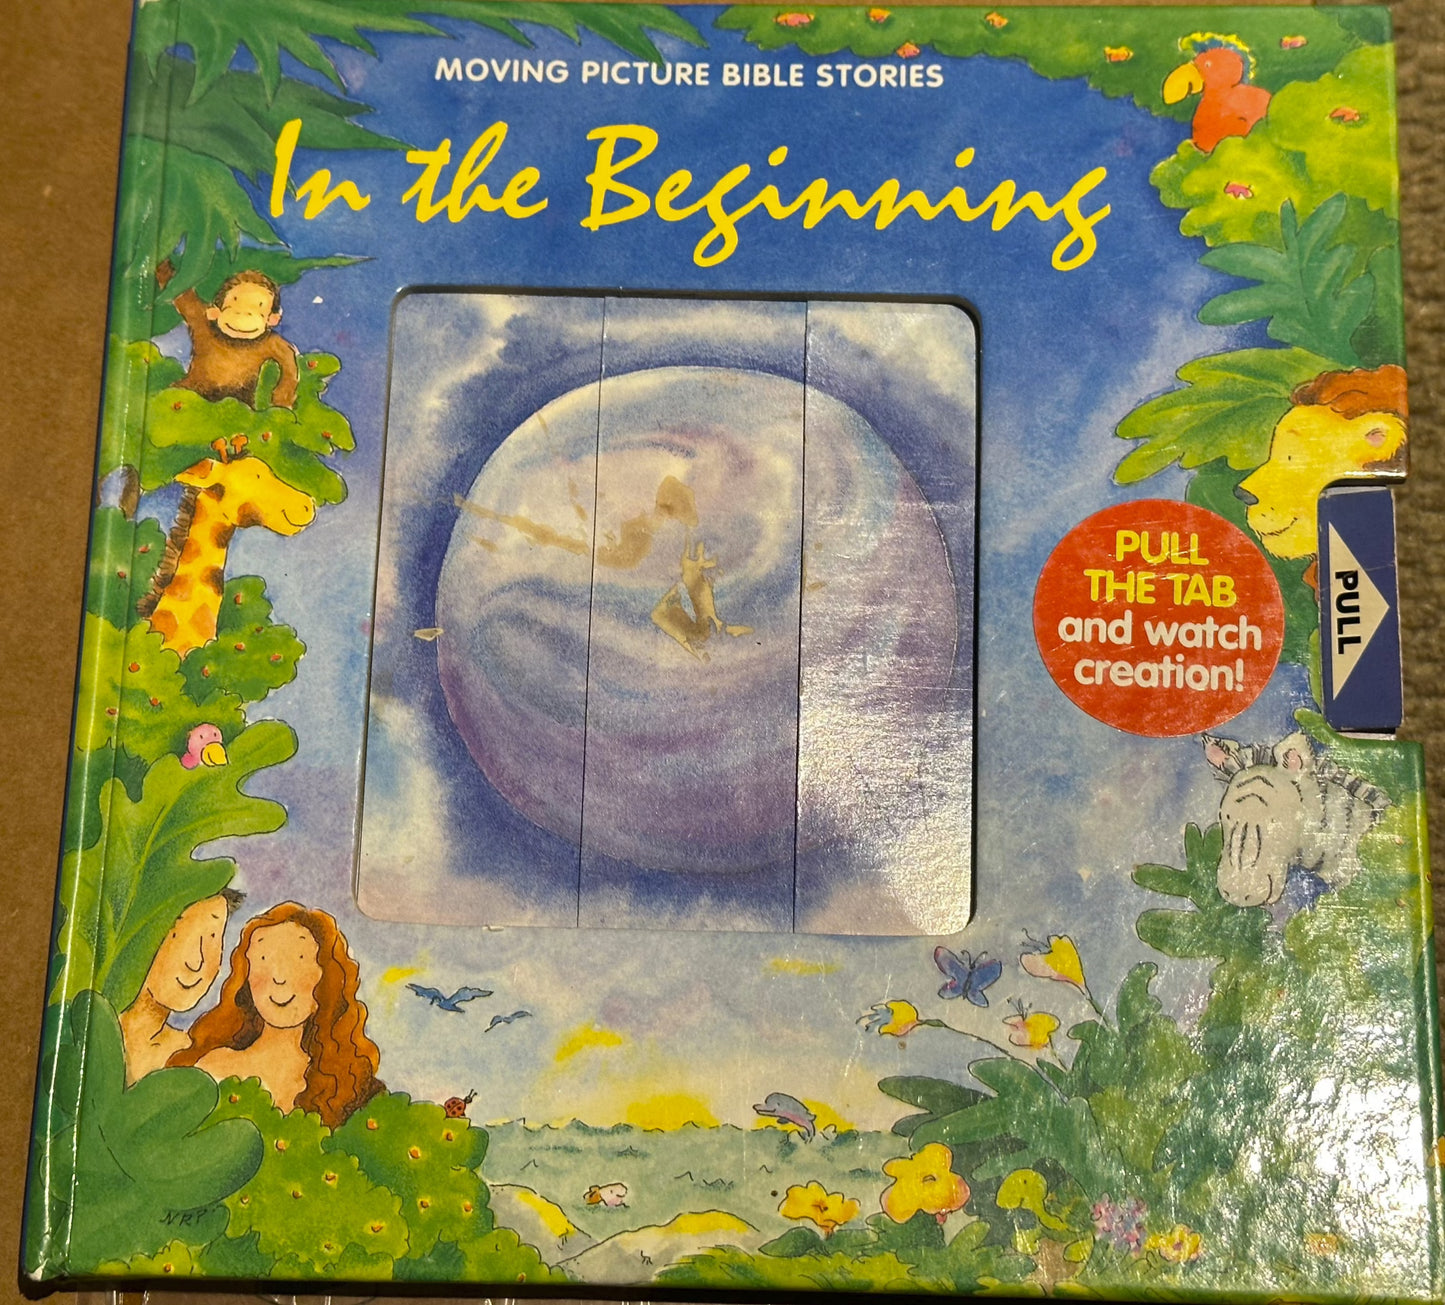 MOVING PICTURE BIBLE STORIES
In the Beginning
PULL
THE TAB
and watch
creation!
PULL